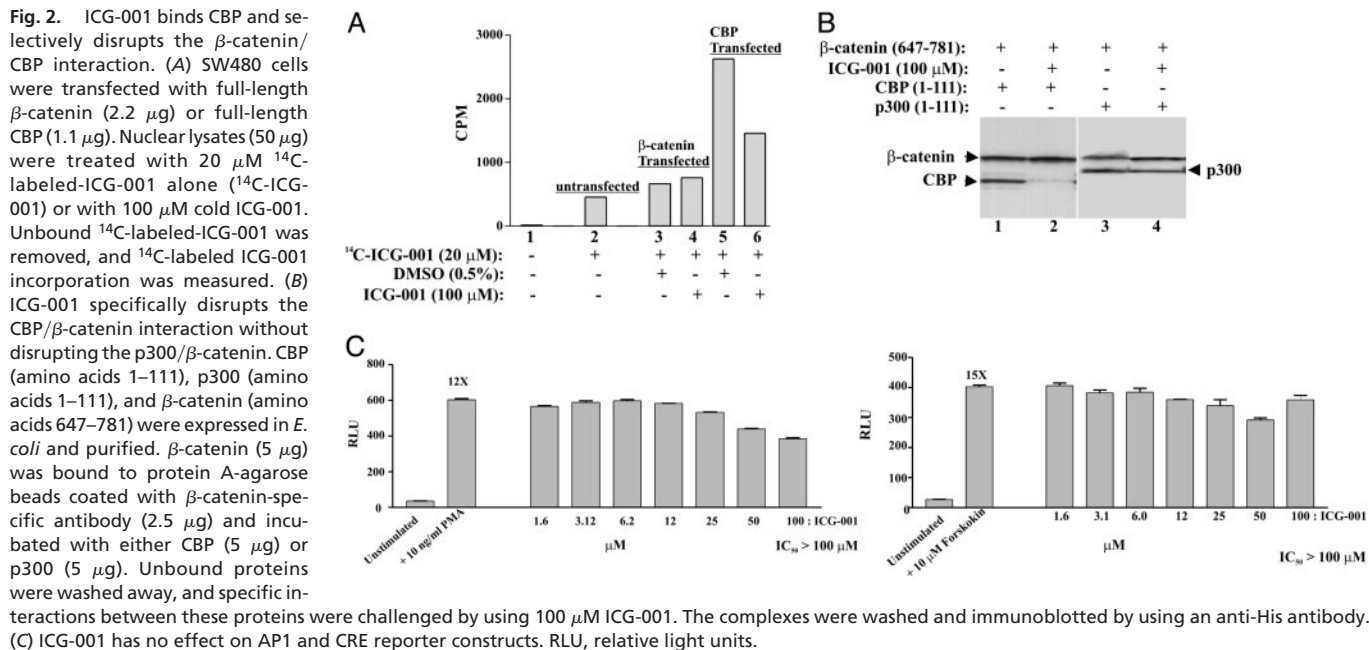 Fig. 2. ICG-001 binds CBP and se-
lectively disrupts the β-catenin/
CBP interaction. (A) SW480 cells
were transfected with full-length
β-catenin (2.2 μg) or full-length
CBP (1.1 μg). Nuclear lysates (50 μg)
were treated with 20 μM ¹⁴C-
labeled-ICG-001 alone (¹⁴C-ICG-
001) or with 100 μM cold ICG-001.
Unbound ¹⁴C-labeled-ICG-001 was
removed, and ¹⁴C-labeled ICG-001
incorporation was measured. (B)
ICG-001 specifically disrupts the
CBP/β-catenin interaction without
disrupting the p300/β-catenin. CBP
(amino acids 1–111), p300 (amino
acids 1–111), and β-catenin (amino
acids 647–781) were expressed in E.
coli and purified. β-catenin (5 μg)
was bound to protein A-agarose
beads coated with β-catenin-spe-
cific antibody (2.5 μg) and incu-
bated with either CBP (5 μg) or
p300 (5 μg). Unbound proteins
were washed away, and specific in-
teractions between these proteins were challenged by using 100 μM ICG-001. The complexes were washed and immunoblotted by using an anti-His antibody.
(C) ICG-001 has no effect on AP1 and CRE reporter constructs. RLU, relative light units.
A
CPM
3000
2000
1000
0
untransfected
β-catenin
Transfected
CBP
Transfected
1 2 3 4 5 6
¹⁴C-ICG-001 (20 μM): - + + + + +
DMSO (0.5%): - - + - + -
ICG-001 (100 μM): - - - + - +
B
β-catenin (647-781): + + + +
ICG-001 (100 μM): - + - +
CBP (1-111): + + - -
p300 (1-111): - - + +
β-catenin
CBP
p300
1 2 3 4
C
RLU
800
600
400
200
0
12X
Unstimulated
+ 10 ng/ml PMA
1.6 3.12 6.2 12 25 50 100 : ICG-001
μM
IC₅₀ > 100 μM
RLU
500
400
300
200
100
0
15X
Unstimulated
+ 10 μM Forskokin
1.6 3.1 6.0 12 25 50 100 : ICG-001
μM
IC₅₀ > 100 μM